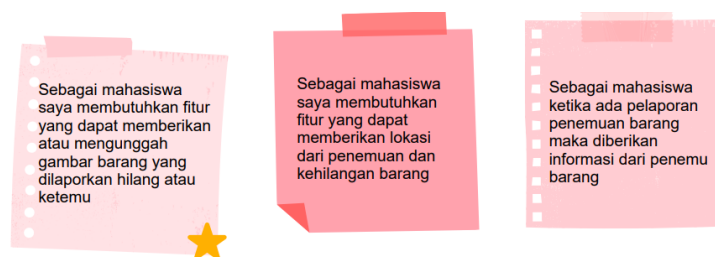 Sebagai mahasiswa
saya membutuhkan fitur
yang dapat memberikan
atau mengunggah
gambar barang yang
dilaporkan hilang atau
ketemu
Sebagai mahasiswa
saya membutuhkan
fitur yang dapat
memberikan lokasi
dari penemuan dan
kehilangan barang
Sebagai mahasiswa
ketika ada pelaporan
penemuan barang
maka diberikan
informasi dari penemu
barang